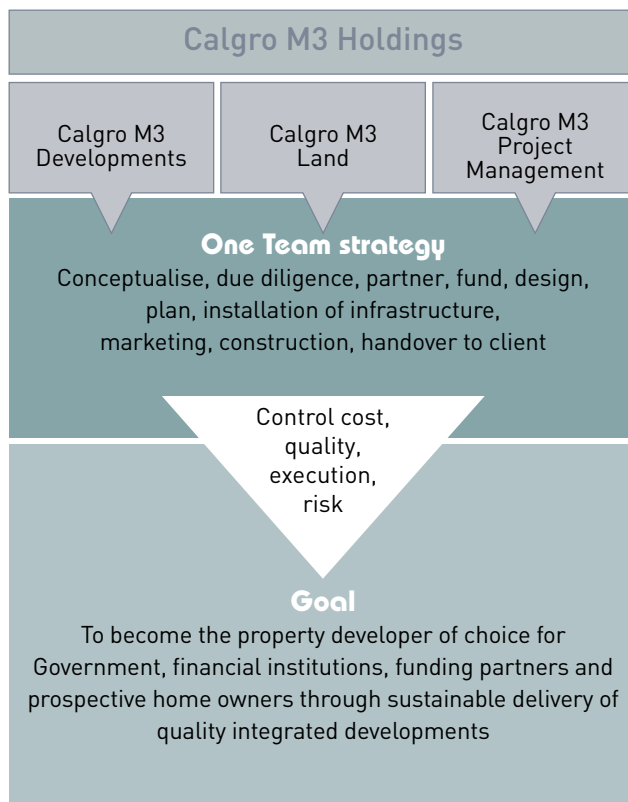 Calgro M3 Holdings
Calgro M3
Developments
Calgro M3
Land
Calgro M3
Project
Management
One Team strategy
Conceptualise, due diligence, partner, fund, design,
plan, installation of infrastructure,
marketing, construction, handover to client
Control cost,
quality,
execution,
risk
Goal
To become the property developer of choice for
Government, financial institutions, funding partners and
prospective home owners through sustainable delivery of
quality integrated developments